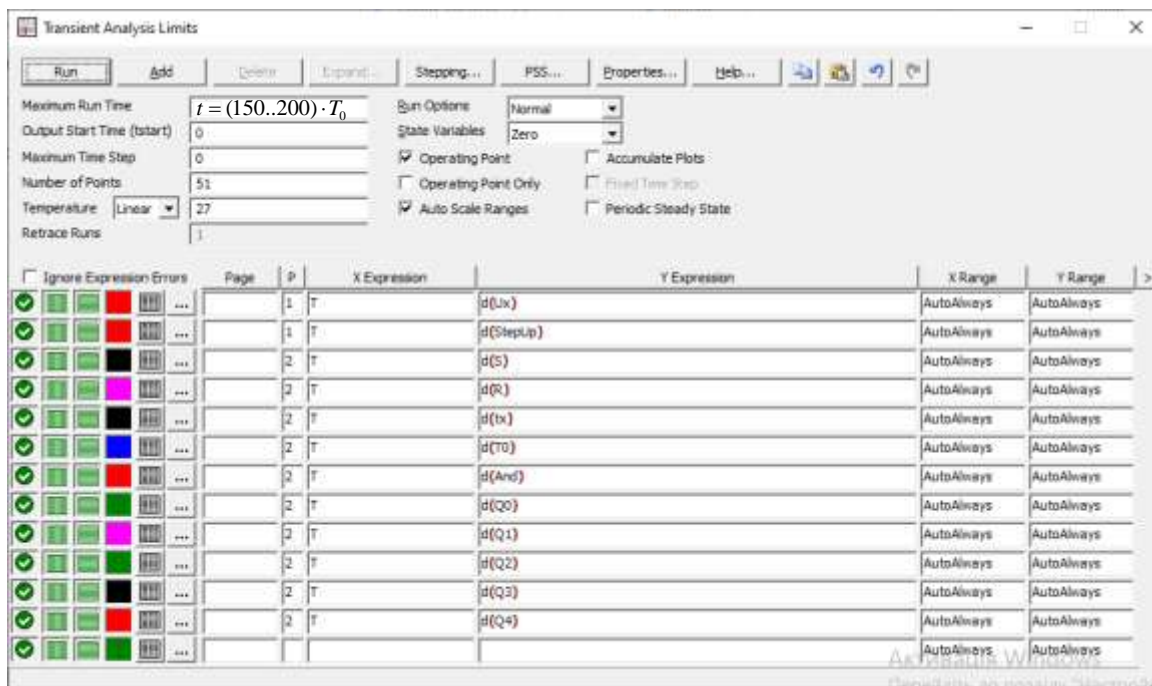 Transient Analysis Limits
Run Add Delete Expand... Stepping... PSS... Properties... Help...
Maximum Run Time t = (150..200)·T₀ Run Options Normal
Output Start Time (tstart) 0 State Variables Zero
Maximum Time Step 0 Operating Point Accumulate Plots
Number of Points 51 Operating Point Only Fixed Time Step
Temperature Linear 27 Auto Scale Ranges Periodic Steady State
Retrace Runs 1
Ignore Expression Errors Page P X Expression Y Expression X Range Y Range >
... 1 T d(Ux) AutoAlways AutoAlways
... 1 T d(StepUp) AutoAlways AutoAlways
... 2 T d(S) AutoAlways AutoAlways
... 2 T d(R) AutoAlways AutoAlways
... 2 T d(tx) AutoAlways AutoAlways
... 2 T d(T0) AutoAlways AutoAlways
... 2 T d(And) AutoAlways AutoAlways
... 2 T d(Q0) AutoAlways AutoAlways
... 2 T d(Q1) AutoAlways AutoAlways
... 2 T d(Q2) AutoAlways AutoAlways
... 2 T d(Q3) AutoAlways AutoAlways
... 2 T d(Q4) AutoAlways AutoAlways
... AutoAlways AutoAlways
Активація Windows